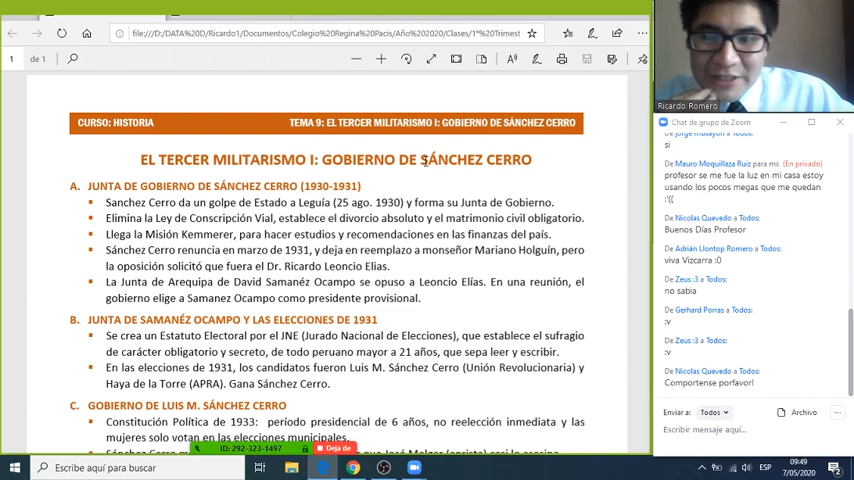 file:///D:/DATA%20D/Ricardo1/Documentos/Colegio%20Regina%20Pacis/Año%202020/Clases/1°%20Trimest
1
de 1
CURSO: HISTORIA
TEMA 9: EL TERCER MILITARISMO I: GOBIERNO DE SÁNCHEZ CERRO
EL TERCER MILITARISMO I: GOBIERNO DE SÁNCHEZ CERRO
A. JUNTA DE GOBIERNO DE SÁNCHEZ CERRO (1930-1931)
Sanchez Cerro da un golpe de Estado a Leguía (25 ago. 1930) y forma su Junta de Gobierno.
Elimina la Ley de Conscripción Vial, establece el divorcio absoluto y el matrimonio civil obligatorio.
Llega la Misión Kemmerer, para hacer estudios y recomendaciones en las finanzas del país.
Sánchez Cerro renuncia en marzo de 1931, y deja en reemplazo a monseñor Mariano Holguín, pero
la oposición solicitó que fuera el Dr. Ricardo Leoncio Elias.
La Junta de Arequipa de David Samanéz Ocampo se opuso a Leoncio Elías. En una reunión, el
gobierno elige a Samanez Ocampo como presidente provisional.
B. JUNTA DE SAMANÉZ OCAMPO Y LAS ELECCIONES DE 1931
Se crea un Estatuto Electoral por el JNE (Jurado Nacional de Elecciones), que establece el sufragio
de carácter obligatorio y secreto, de todo peruano mayor a 21 años, que sepa leer y escribir.
En las elecciones de 1931, los candidatos fueron Luis M. Sánchez Cerro (Unión Revolucionaria) y
Haya de la Torre (APRA). Gana Sánchez Cerro.
C. GOBIERNO DE LUIS M. SÁNCHEZ CERRO
Constitución Política de 1933: período presidencial de 6 años, no reelección inmediata y las
mujeres solo votan en las elecciones municipales.
ID: 292-323-1497
Deja de
Escribe aquí para buscar
Ricardo Romero
Chat de grupo de Zoom
De Jorge Musayon a Todos:
si
De Mauro Moquillaza Ruiz para mi: (En privado)
profesor se me fue la luz en mi casa estoy
usando los pocos megas que me quedan
:'((
De Nicolas Quevedo a Todos:
Buenos Días Profesor
De Adrián Llontop Romero a Todos:
viva Vizcarra :0
De Zeus :3 a Todos:
no sabia
De Gerhard Porras a Todos:
:v
De Zeus :3 a Todos:
:v
De Nicolas Quevedo a Todos:
Comportense porfavor!
Enviar a:
Todos
Archivo
Escribir mensaje aquí...
ESP
09:49
7/05/2020
2